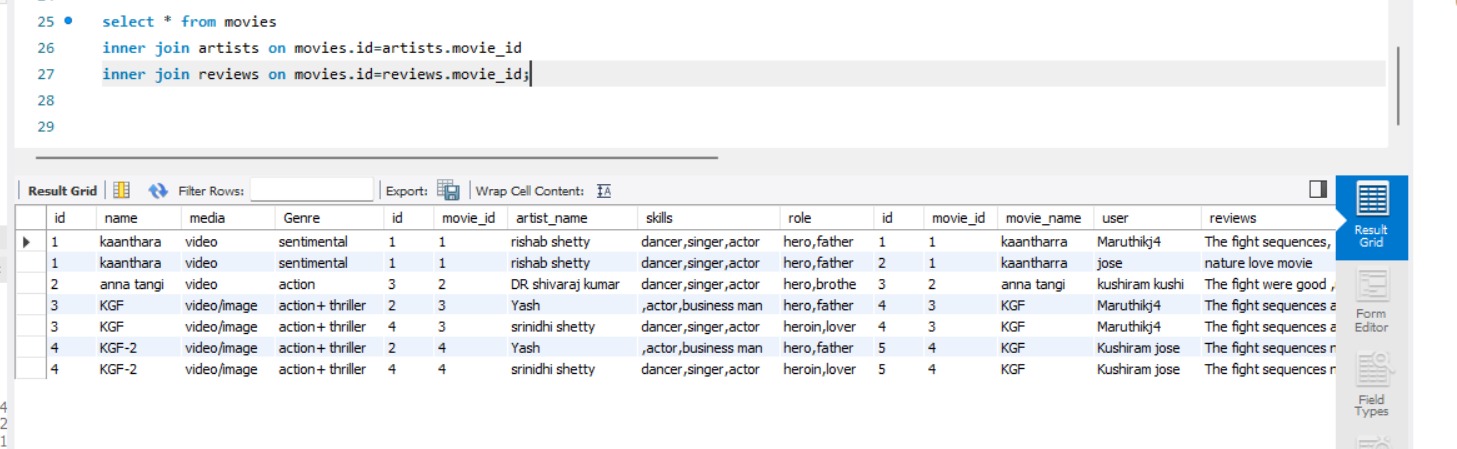 25 select * from movies
26 inner join artists on movies.id=artists.movie_id
27 inner join reviews on movies.id=reviews.movie_id;
28
29
Result Grid Filter Rows: Export: Wrap Cell Content: IA
id name media Genre id movie_id artist_name skills role id movie_id movie_name user reviews
1 kaanthara video sentimental 1 1 rishab shetty dancer,singer,actor hero,father 1 1 kaantharra Maruthikj4 The fight sequences,
1 kaanthara video sentimental 1 1 rishab shetty dancer,singer,actor hero,father 2 1 kaantharra jose nature love movie
2 anna tangi video action 3 2 DR shivaraj kumar dancer,singer,actor hero,brothe 3 2 anna tangi kushiram kushi The fight were good ,
3 KGF video/image action+ thriller 2 3 Yash ,actor,business man hero,father 4 3 KGF Maruthikj4 The fight sequences a
3 KGF video/image action+ thriller 4 3 srinidhi shetty dancer,singer,actor heroin,lover 4 3 KGF Maruthikj4 The fight sequences a
4 KGF-2 video/image action+ thriller 2 4 Yash ,actor,business man hero,father 5 4 KGF Kushiram jose The fight sequences n
4 KGF-2 video/image action+ thriller 4 4 srinidhi shetty dancer,singer,actor heroin,lover 5 4 KGF Kushiram jose The fight sequences n
Result
Grid
Form
Editor
Field
Types
4
2
1